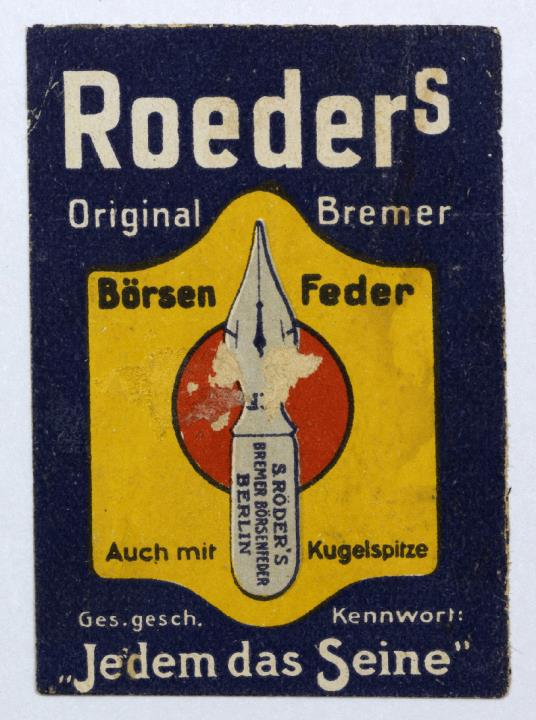 Roeders
Original Bremer
Börsen Feder
S. RÖDER'S
BREMER BÖRSENFEDER
BERLIN
Auch mit Kugelspitze
Ges. gesch. Kennwort:
„Jedem das Seine"